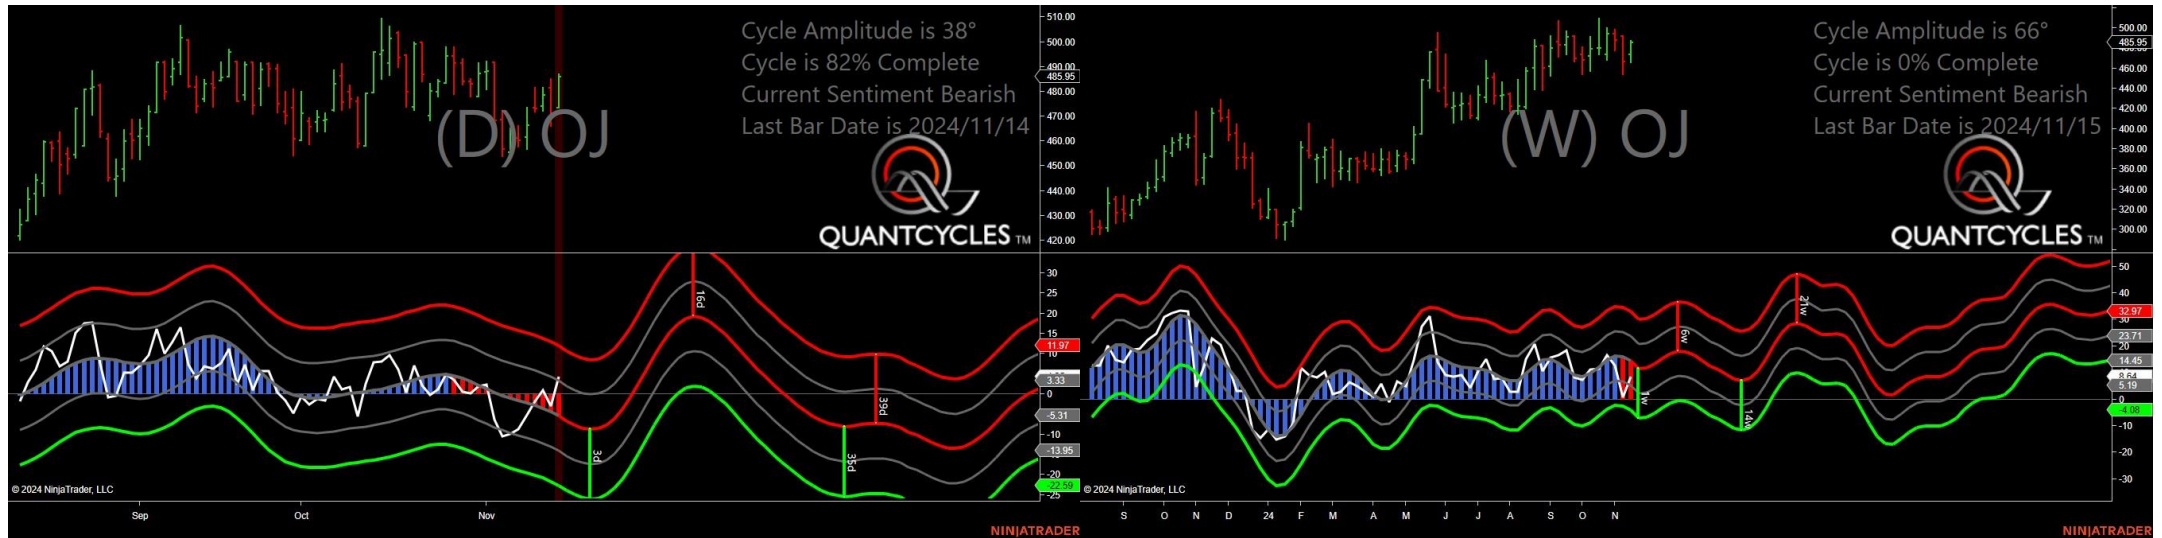 Cycle Amplitude is 38°
Cycle is 82% Complete
Current Sentiment Bearish
Last Bar Date is 2024/11/14
(D) OJ
QUANTCYCLES TM
510.00
500.00
490.00
485.95
480.00
470.00
460.00
450.00
440.00
430.00
420.00
30
25
20
15
11.97
10
3.33
0
-5.31
-10
-13.95
-20
-22.59
-25
16d
39d
3d
35d
© 2024 NinjaTrader, LLC
Sep Oct Nov
NINJATRADER
Cycle Amplitude is 66°
Cycle is 0% Complete
Current Sentiment Bearish
Last Bar Date is 2024/11/15
(W) OJ
QUANTCYCLES TM
500.00
485.95
460.00
440.00
420.00
400.00
380.00
360.00
340.00
320.00
300.00
50
40
32.97
30
23.71
20
14.45
8.64
5.19
0
-4.08
-10
-20
-30
6w
21w
1w
14w
© 2024 NinjaTrader, LLC
S O N D 24 F M A M J J A S O N
NINJATRADER